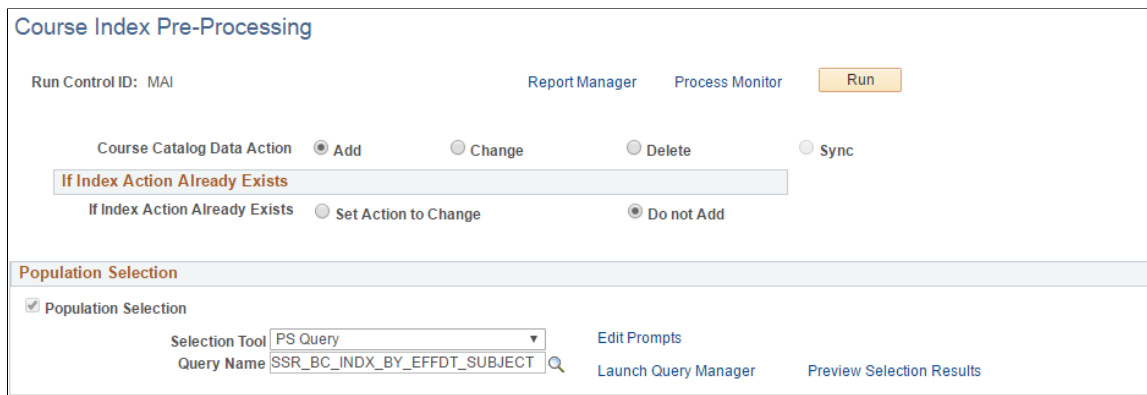 Course Index Pre-Processing
Run Control ID: MAI Report Manager Process Monitor Run
Course Catalog Data Action Add Change Delete Sync
If Index Action Already Exists
If Index Action Already Exists Set Action to Change Do not Add
Population Selection
Population Selection
Selection Tool PS Query Edit Prompts
Query Name SSR_BC_INDX_BY_EFFDT_SUBJECT Launch Query Manager Preview Selection Results